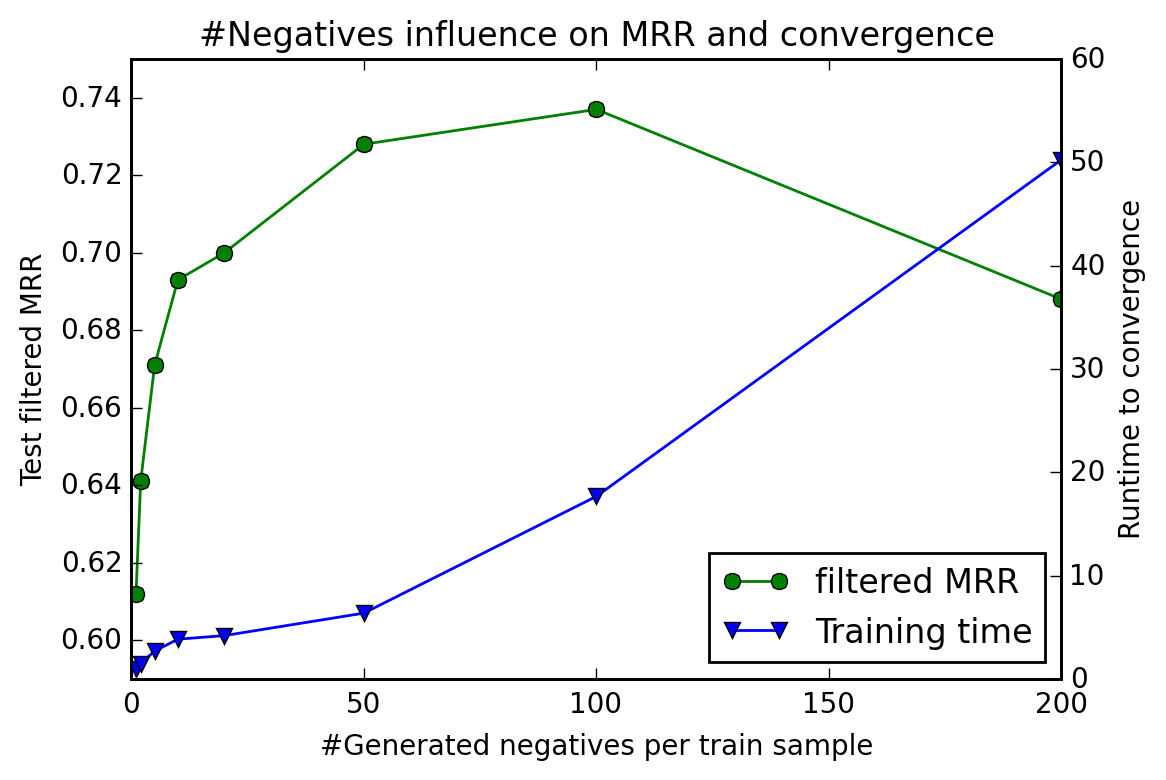 #Negatives influence on MRR and convergence
0.74
0.72
0.70
0.68
0.66
0.64
0.62
0.60
Test filtered MRR
60
50
40
30
20
10
0
Runtime to convergence
filtered MRR
Training time
0 50 100 150 200
#Generated negatives per train sample